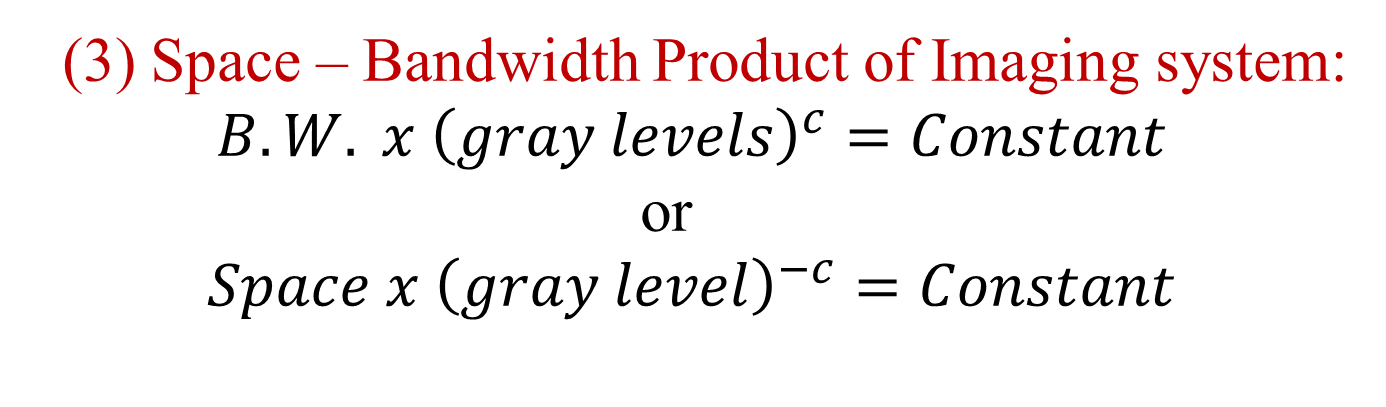 (3) Space – Bandwidth Product of Imaging system:
B.W. x (gray levels)ᶜ = Constant
or
Space x (gray level)⁻ᶜ = Constant